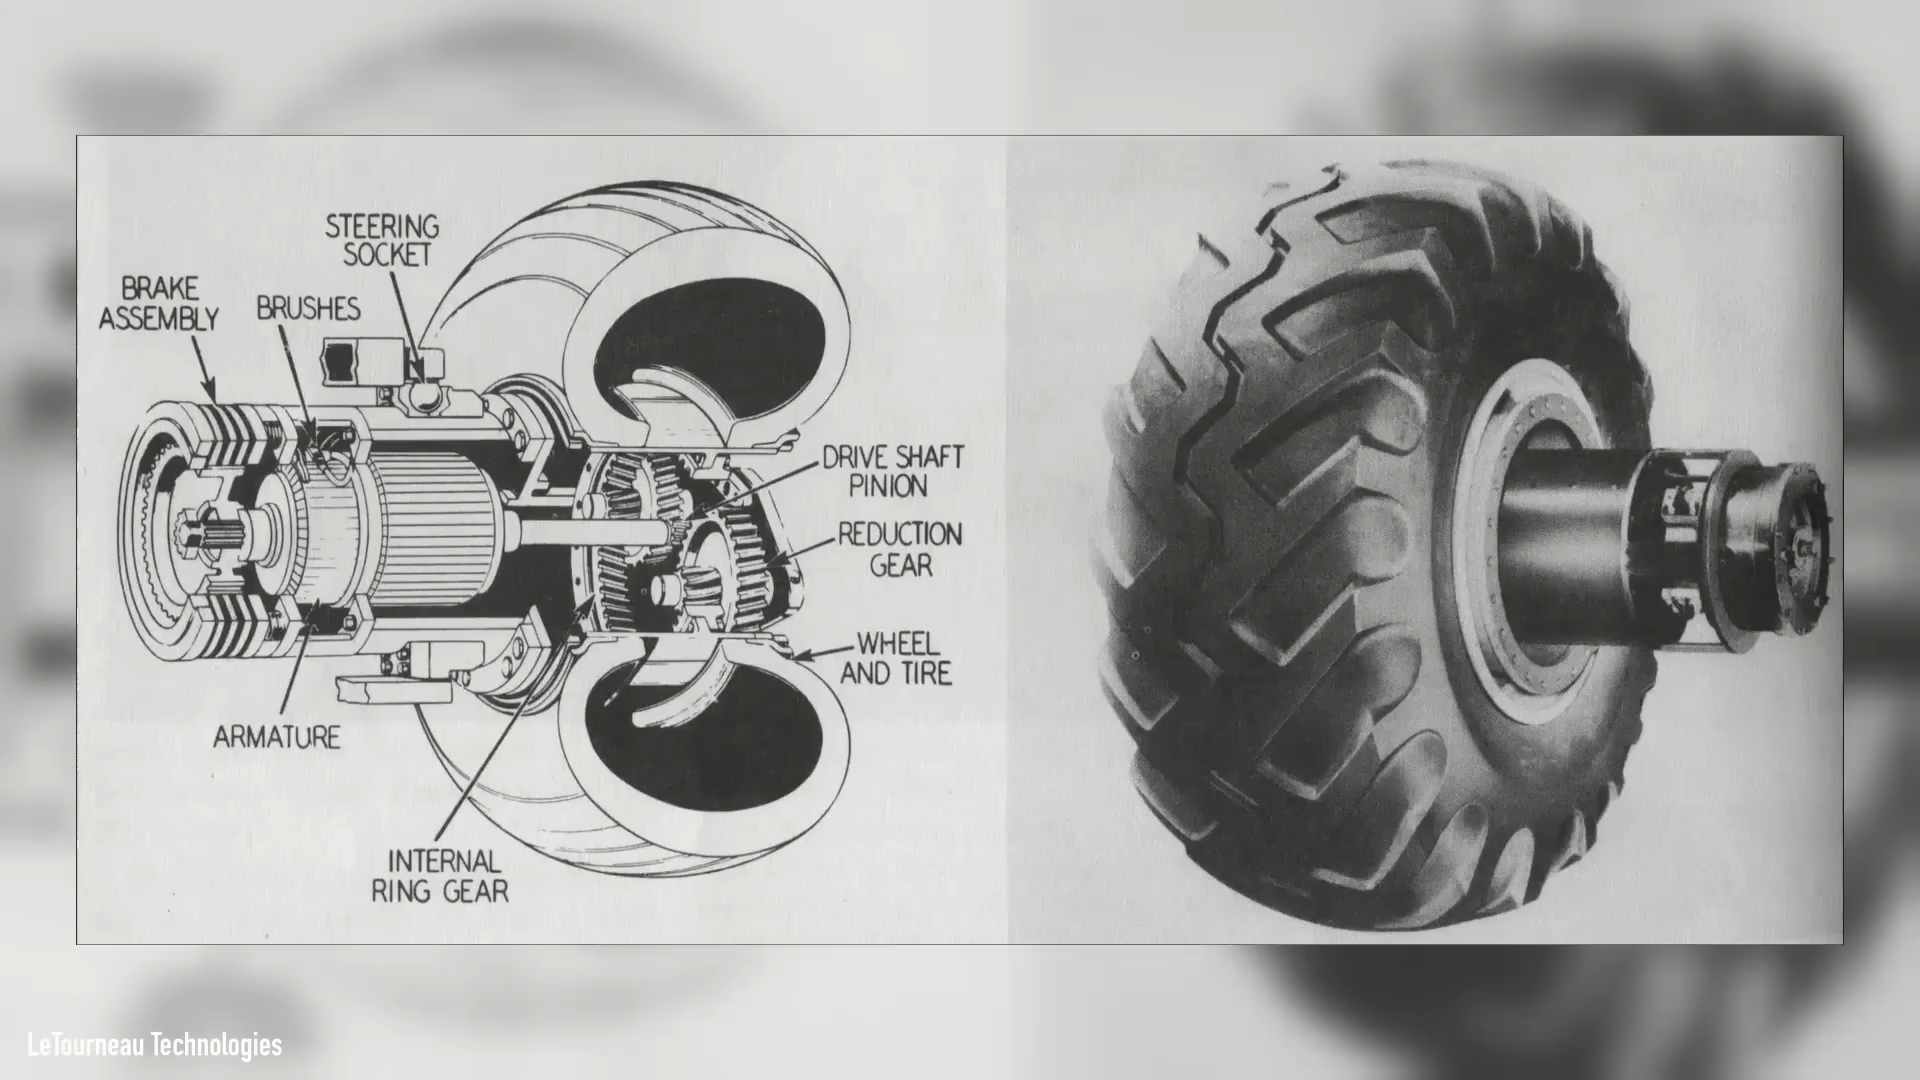 STEERING
SOCKET
BRAKE
ASSEMBLY
BRUSHES
DRIVE SHAFT
PINION
REDUCTION
GEAR
WHEEL
AND TIRE
ARMATURE
INTERNAL
RING GEAR
LeTourneau Technologies